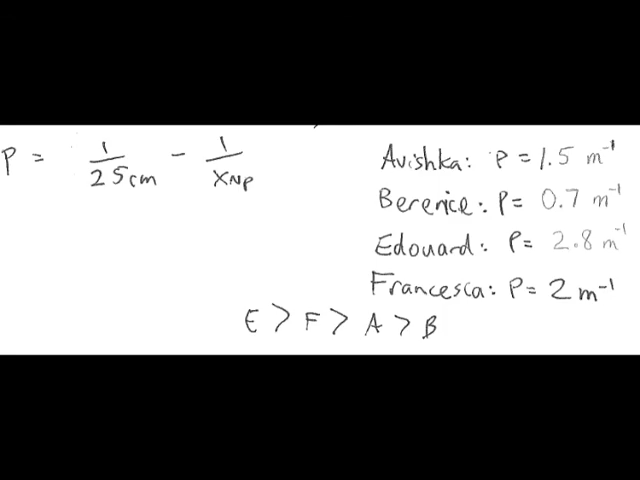 P = 1/25cm - 1/XNP
Avishka: P = 1.5 m⁻¹
Berenice: P = 0.7 m⁻¹
Edouard: P = 2.8 m⁻¹
Francesca: P = 2 m⁻¹
E > F > A > B